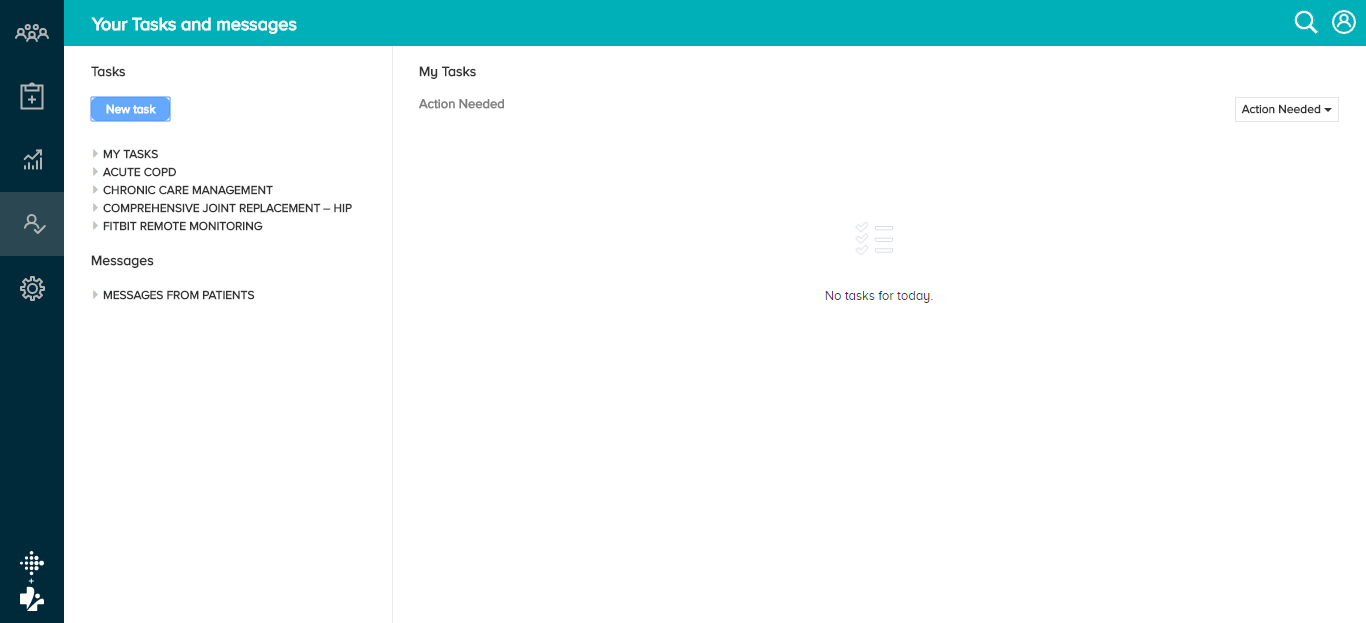 Your Tasks and messages
Tasks
New task
MY TASKS
ACUTE COPD
CHRONIC CARE MANAGEMENT
COMPREHENSIVE JOINT REPLACEMENT – HIP
FITBIT REMOTE MONITORING
Messages
MESSAGES FROM PATIENTS
My Tasks
Action Needed
Action Needed
No tasks for today.